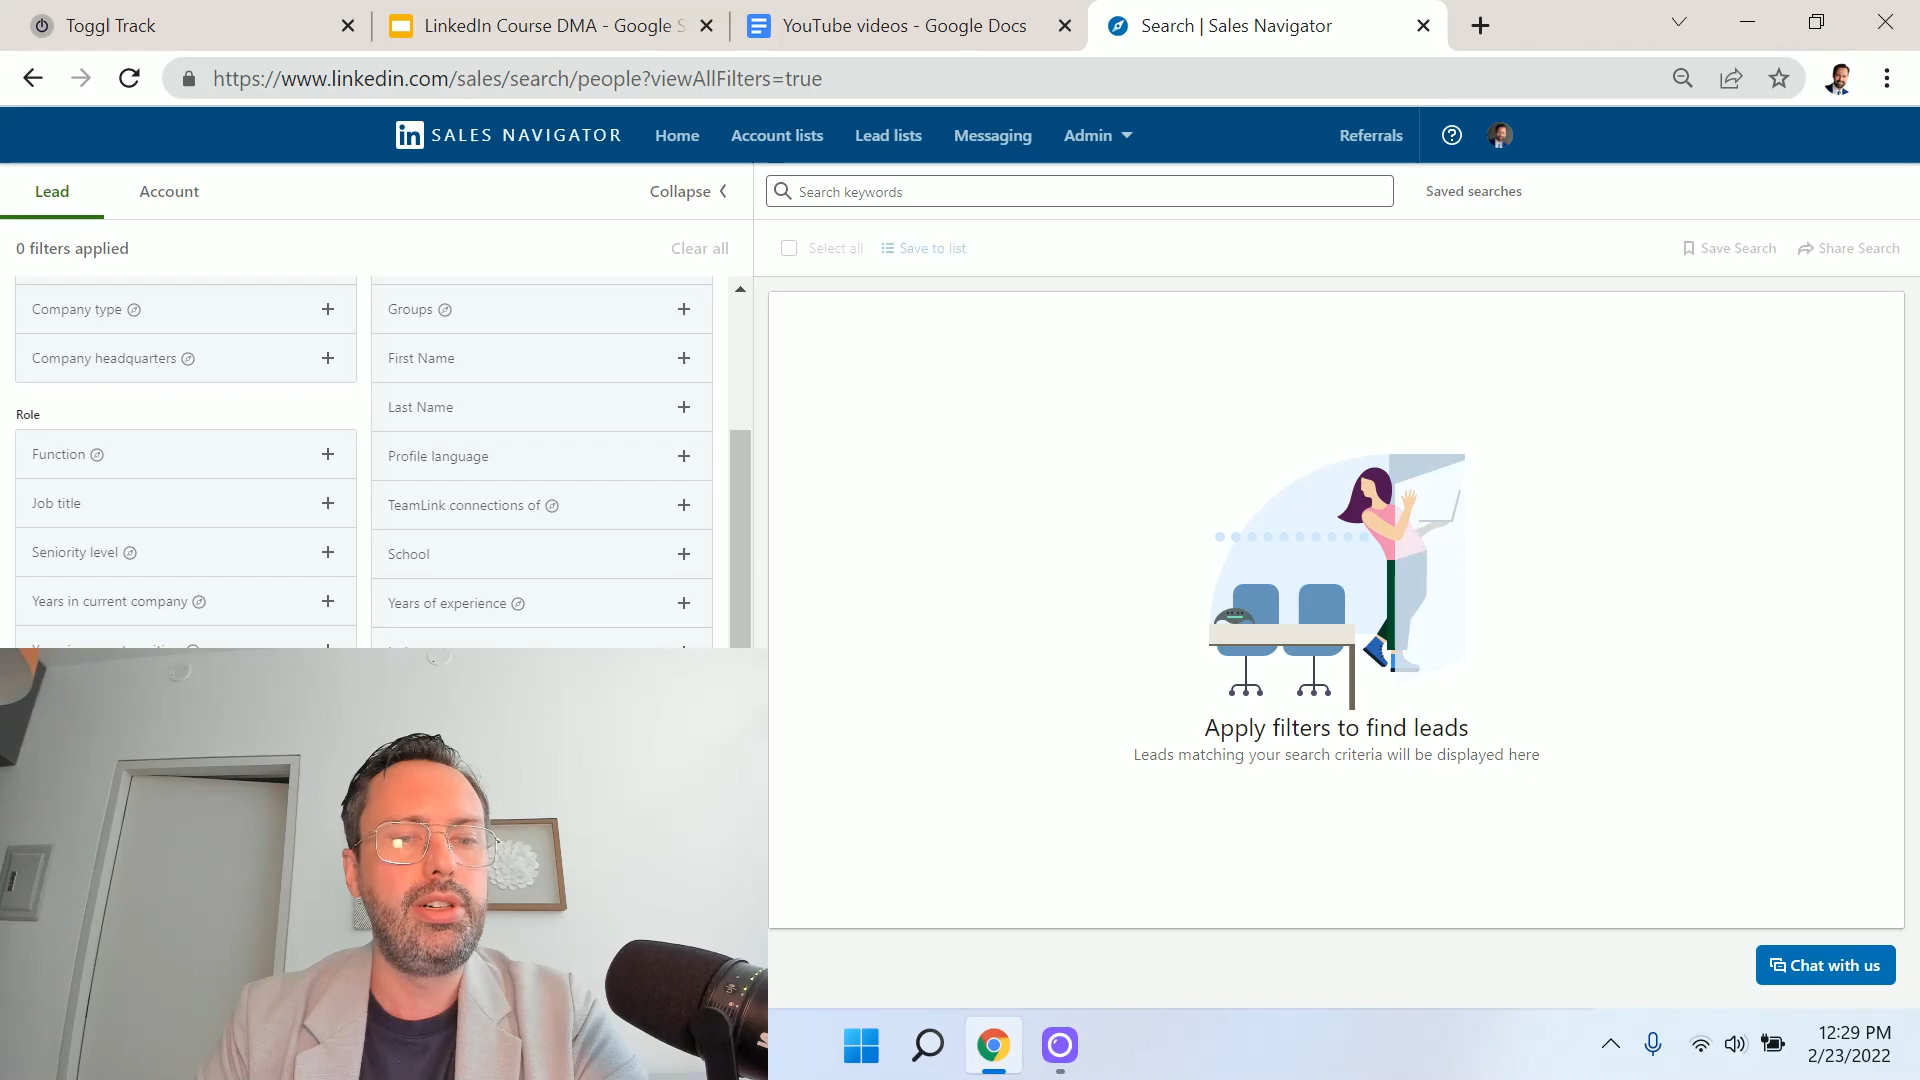 Toggl Track
LinkedIn Course DMA - Google S
YouTube videos - Google Docs
Search | Sales Navigator
https://www.linkedin.com/sales/search/people?viewAllFilters=true
in SALES NAVIGATOR
Home
Account lists
Lead lists
Messaging
Admin
Referrals
Lead
Account
Collapse
Search keywords
Saved searches
0 filters applied
Clear all
Select all
Save to list
Save Search
Share Search
Company type
Company headquarters
Role
Function
Job title
Seniority level
Years in current company
Groups
First Name
Last Name
Profile language
TeamLink connections of
School
Years of experience
Apply filters to find leads
Leads matching your search criteria will be displayed here
Chat with us
12:29 PM
2/23/2022